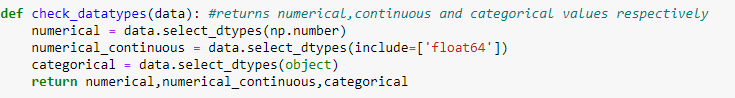 def check_datatypes(data): #returns numerical,continuous and categorical values respectively
    numerical = data.select_dtypes(np.number)
    numerical_continuous = data.select_dtypes(include=['float64'])
    categorical = data.select_dtypes(object)
    return numerical,numerical_continuous,categorical